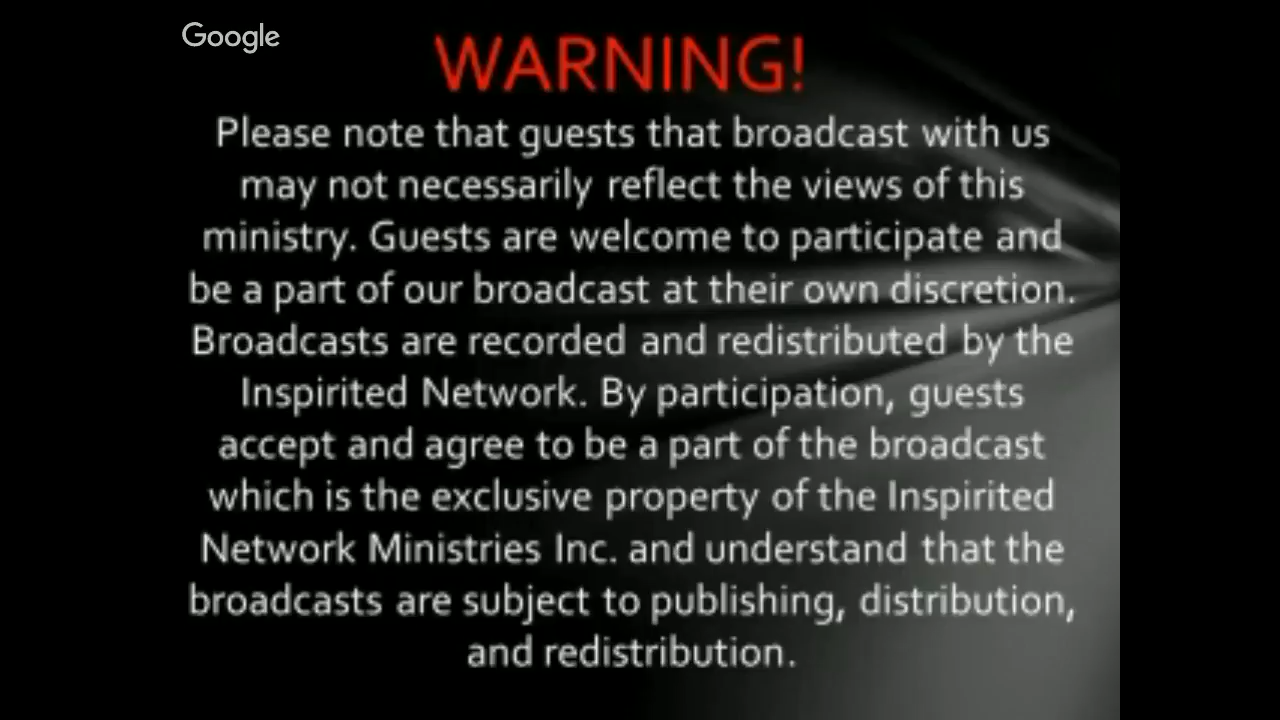 Google
WARNING!
Please note that guests that broadcast with us
may not necessarily reflect the views of this
ministry. Guests are welcome to participate and
be a part of our broadcast at their own discretion.
Broadcasts are recorded and redistributed by the
Inspirited Network. By participation, guests
accept and agree to be a part of the broadcast
which is the exclusive property of the Inspirited
Network Ministries Inc. and understand that the
broadcasts are subject to publishing, distribution,
and redistribution.